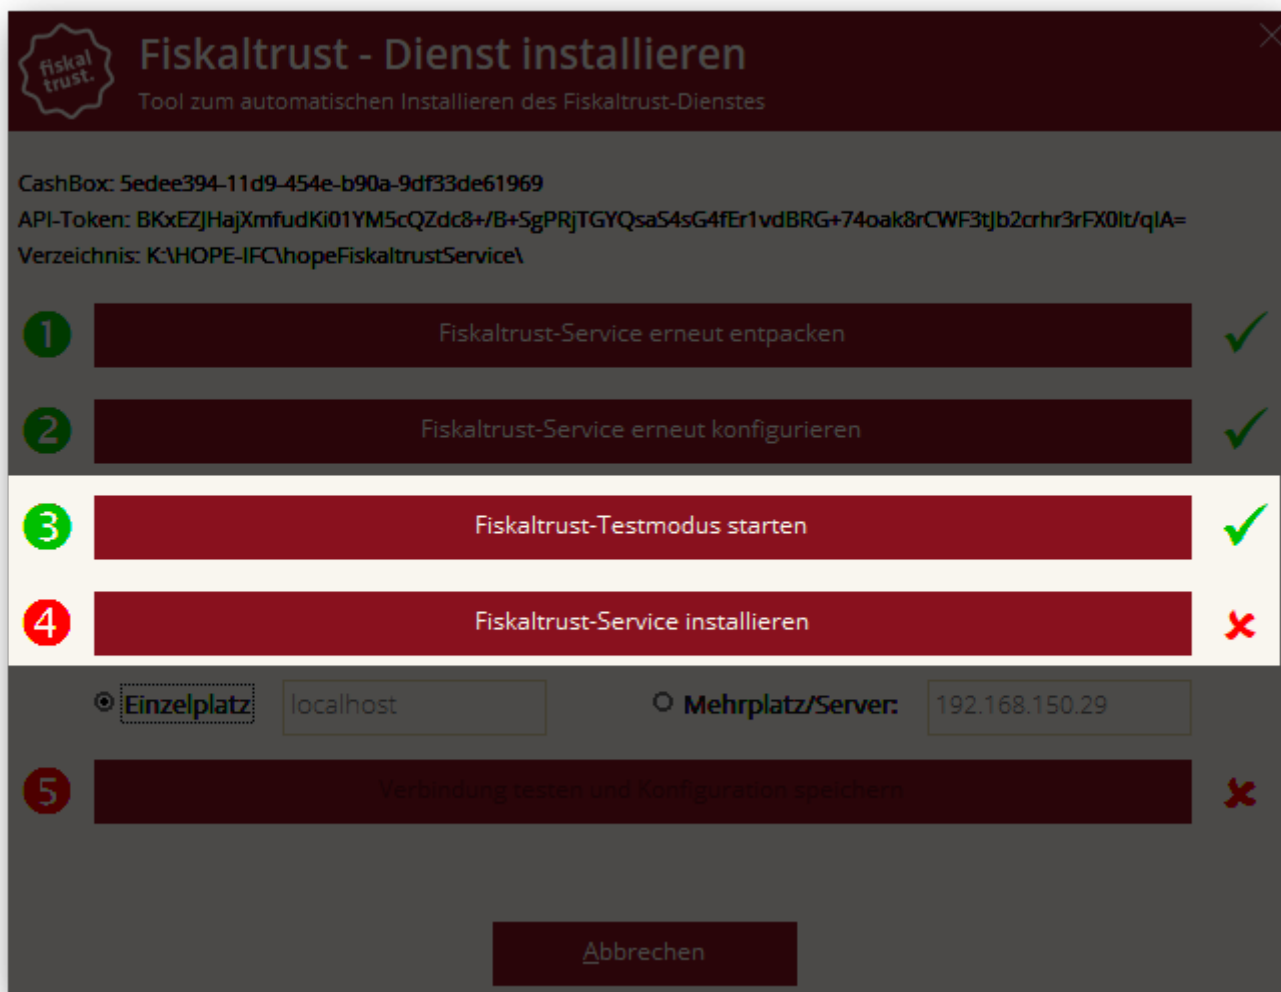 fiskal
trust.
Fiskaltrust - Dienst installieren
Tool zum automatischen Installieren des Fiskaltrust-Dienstes
CashBox: 5edee394-11d9-454e-b90a-9df33de61969
API-Token: BKxEZJHajXmfudKi01YM5cQZdc8+/B+SgPRjTGYQsaS4sG4fEr1vdBRG+74oak8rCWF3tJb2crhr3rFX0lt/qlA=
Verzeichnis: K:\HOPE-IFC\hopeFiskaltrustService\
1 Fiskaltrust-Service erneut entpacken
2 Fiskaltrust-Service erneut konfigurieren
3 Fiskaltrust-Testmodus starten
4 Fiskaltrust-Service installieren
Einzelplatz localhost Mehrplatz/Server: 192.168.150.29
5 Verbindung testen und Konfiguration speichern
Abbrechen